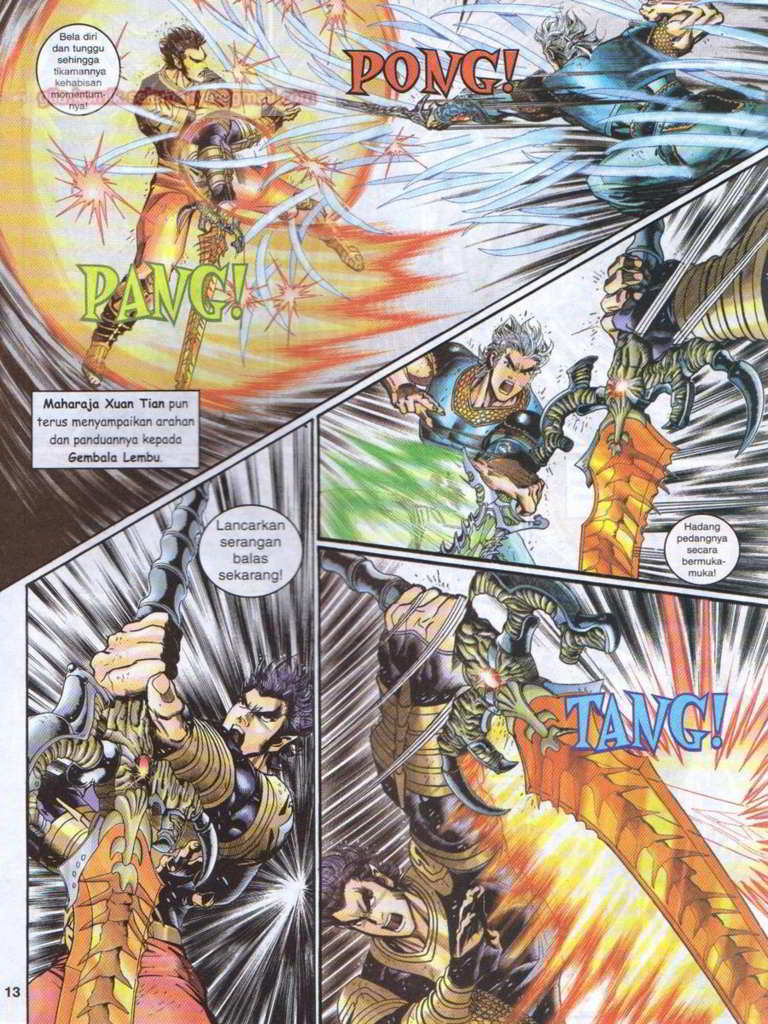 Bela diri
dan tunggu
sehingga
tikamannya
kehabisan
momentum-
nya!
PONG!
PANG!
Maharaja Xuan Tian pun
terus menyampaikan arahan
dan panduannya kepada
Gembala Lembu.
Hadang
pedangnya
secara
bermuka-
muka!
Lancarkan
serangan
balas
sekarang!
TANG!
13